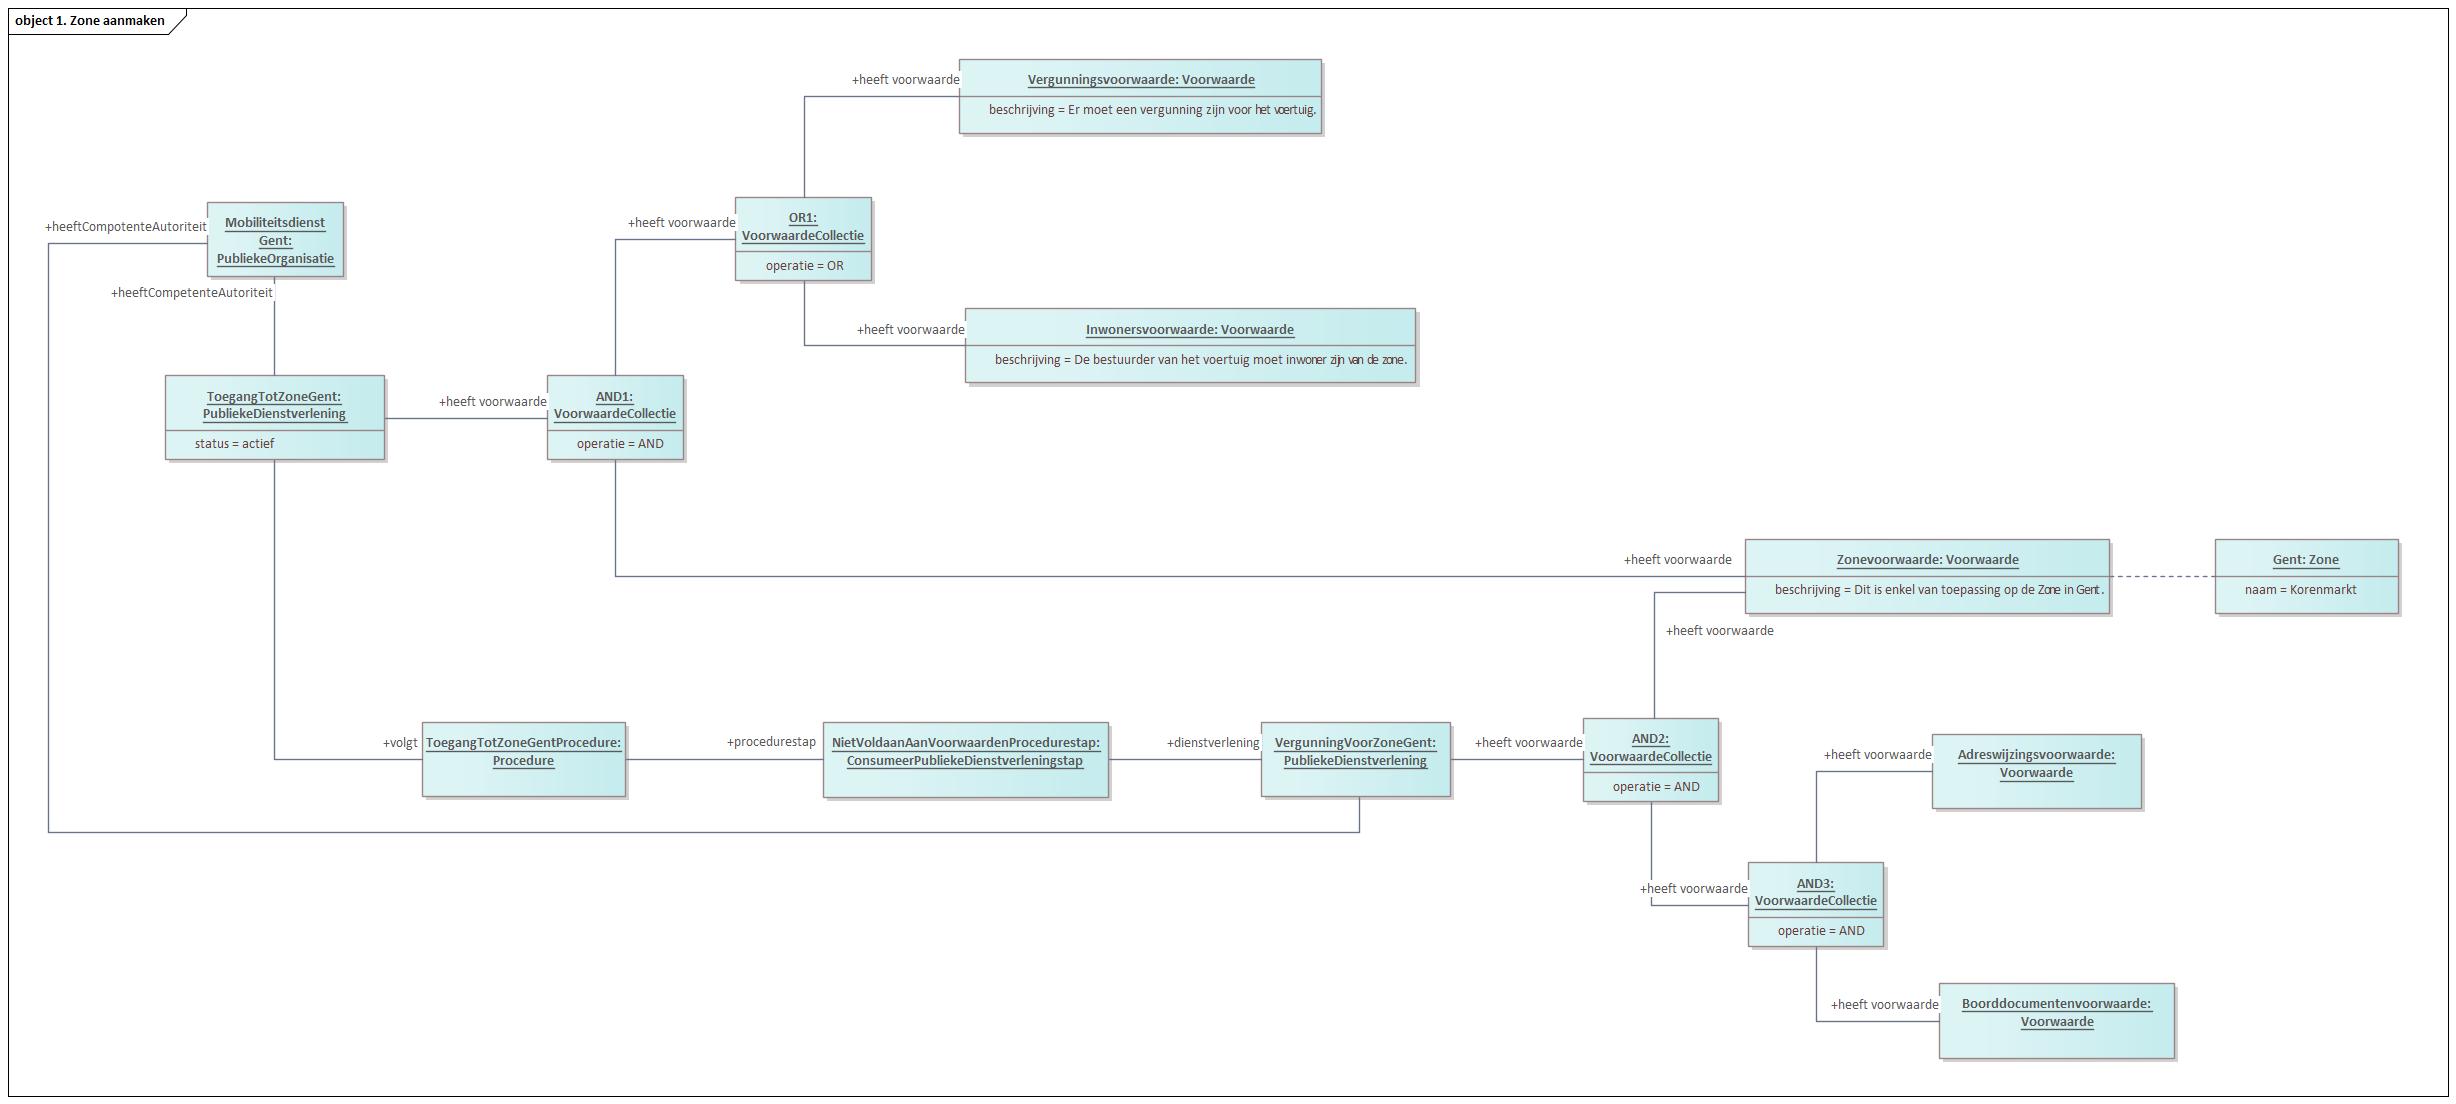 object 1. Zone aanmaken
+heeft voorwaarde
Vergunningsvoorwaarde: Voorwaarde
beschrijving = Er moet een vergunning zijn voor het voertuig.
+heeftCompotenteAutoriteit
Mobiliteitsdienst
Gent:
PubliekeOrganisatie
+heeft voorwaarde
OR1:
VoorwaardeCollectie
operatie = OR
+heeftCompetenteAutoriteit
+heeft voorwaarde
Inwonersvoorwaarde: Voorwaarde
beschrijving = De bestuurder van het voertuig moet inwoner zijn van de zone.
ToegangTotZoneGent:
PubliekeDienstverlening
status = actief
+heeft voorwaarde
AND1:
VoorwaardeCollectie
operatie = AND
+heeft voorwaarde
Zonevoorwaarde: Voorwaarde
beschrijving = Dit is enkel van toepassing op de Zone in Gent.
Gent: Zone
naam = Korenmarkt
+heeft voorwaarde
+volgt
ToegangTotZoneGentProcedure:
Procedure
+procedurestap
NietVoldaanAanVoorwaardenProcedurestap:
ConsumeerPubliekeDienstverleningstap
+dienstverlening
VergunningVoorZoneGent:
PubliekeDienstverlening
+heeft voorwaarde
AND2:
VoorwaardeCollectie
operatie = AND
+heeft voorwaarde
Adreswijzingsvoorwaarde:
Voorwaarde
+heeft voorwaarde
AND3:
VoorwaardeCollectie
operatie = AND
+heeft voorwaarde
Boorddocumentenvoorwaarde:
Voorwaarde